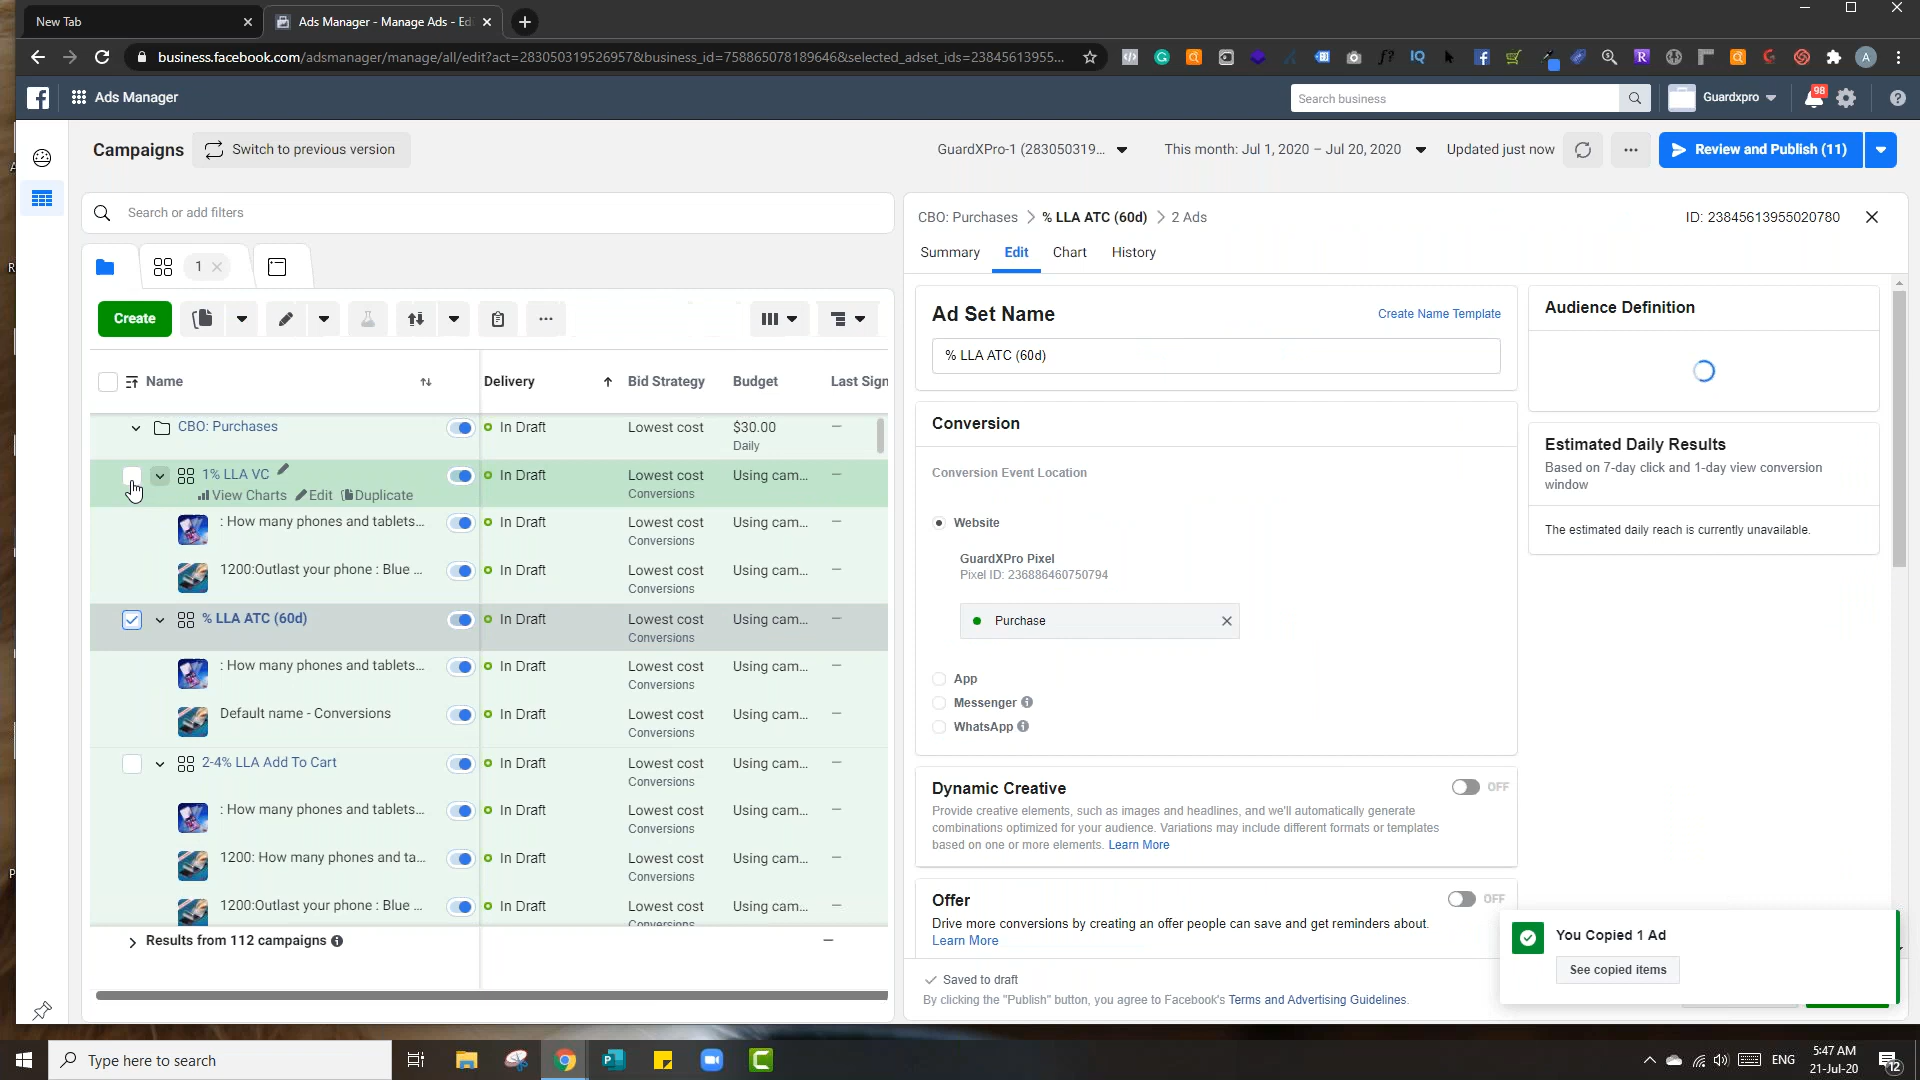 New Tab
Ads Manager - Manage Ads - Edi
business.facebook.com/adsmanager/manage/all/edit?act=283050319526957&business_id=758865078189646&selected_adset_ids=23845613955...
Ads Manager
Search business
Guardxpro
98
Campaigns
Switch to previous version
GuardXPro-1 (283050319...
This month: Jul 1, 2020 – Jul 20, 2020
Updated just now
Review and Publish (11)
Search or add filters
1
CBO: Purchases
% LLA ATC (60d)
2 Ads
ID: 23845613955020780
Summary
Edit
Chart
History
Create
Name
Delivery
Bid Strategy
Budget
Last Sign
CBO: Purchases
In Draft
Lowest cost
$30.00
Daily
1% LLA VC
In Draft
Lowest cost
Using cam...
View Charts
Edit
Duplicate
Conversions
: How many phones and tablets...
In Draft
Lowest cost
Using cam...
Conversions
1200:Outlast your phone : Blue ...
In Draft
Lowest cost
Using cam...
Conversions
% LLA ATC (60d)
In Draft
Lowest cost
Using cam...
Conversions
: How many phones and tablets...
In Draft
Lowest cost
Using cam...
Conversions
Default name - Conversions
In Draft
Lowest cost
Using cam...
Conversions
2-4% LLA Add To Cart
In Draft
Lowest cost
Using cam...
Conversions
: How many phones and tablets...
In Draft
Lowest cost
Using cam...
Conversions
1200: How many phones and ta...
In Draft
Lowest cost
Using cam...
Conversions
1200:Outlast your phone : Blue ...
In Draft
Lowest cost
Using cam...
Conversions
Results from 112 campaigns
Ad Set Name
Create Name Template
% LLA ATC (60d)
Conversion
Conversion Event Location
Website
GuardXPro Pixel
Pixel ID: 236886460750794
Purchase
App
Messenger
WhatsApp
Dynamic Creative
OFF
Provide creative elements, such as images and headlines, and we'll automatically generate
combinations optimized for your audience. Variations may include different formats or templates
based on one or more elements. Learn More
Offer
OFF
Drive more conversions by creating an offer people can save and get reminders about.
Learn More
Saved to draft
By clicking the "Publish" button, you agree to Facebook's Terms and Advertising Guidelines.
Audience Definition
Estimated Daily Results
Based on 7-day click and 1-day view conversion
window
The estimated daily reach is currently unavailable.
You Copied 1 Ad
See copied items
Type here to search
ENG
5:47 AM
21-Jul-20
12